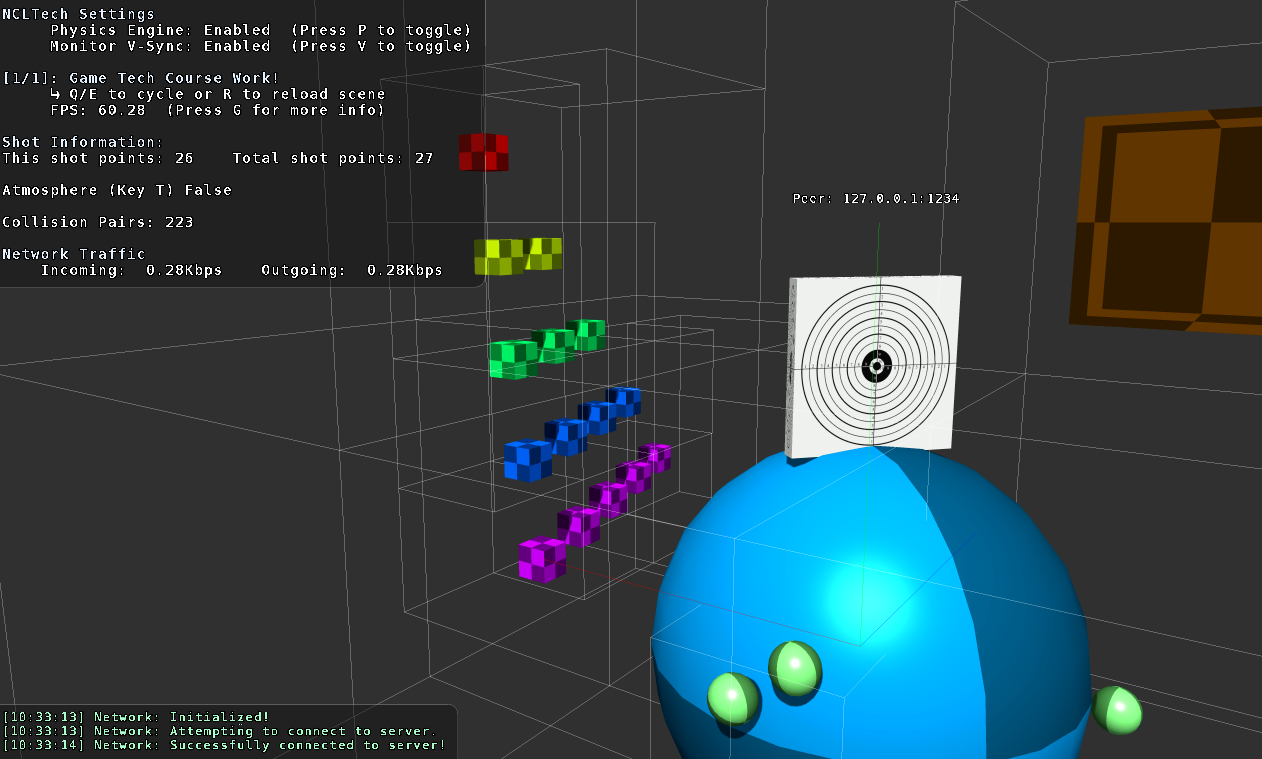 NCLTech Settings
Physics Engine: Enabled (Press P to toggle)
Monitor V-Sync: Enabled (Press V to toggle)
[1/1]: Game Tech Course Work!
↳ Q/E to cycle or R to reload scene
FPS: 60.28 (Press G for more info)
Shot Information:
This shot points: 26 Total shot points: 27
Atmosphere (Key T) False
Collision Pairs: 223
Network Traffic
Incoming: 0.28Kbps Outgoing: 0.28Kbps
Peer: 127.0.0.1:1234
[10:33:13] Network: Initialized!
[10:33:13] Network: Attempting to connect to server.
[10:33:14] Network: Successfully connected to server!